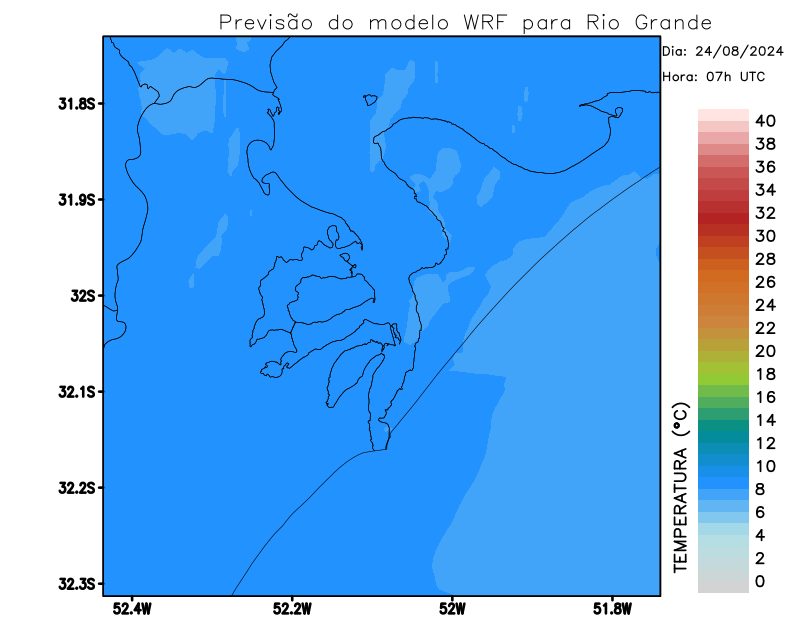 Previsão do modelo WRF para Rio Grande
Dia: 24/08/2024
Hora: 07h UTC
31.8S
31.9S
32S
32.1S
32.2S
32.3S
52.4W
52.2W
52W
51.8W
TEMPERATURA (°C)
40
38
36
34
32
30
28
26
24
22
20
18
16
14
12
10
8
6
4
2
0